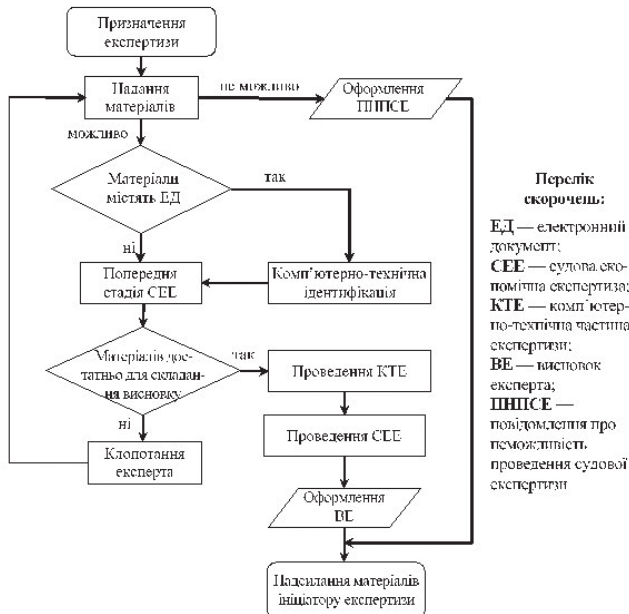 Призначення
експертизи
Надання
матеріалів
не можливо
Оформлення
ПНПСЕ
можливо
Матеріали
містять ЕД
так
ні
Попередня
стадія СЕЕ
Комп'ютерно-технічна
ідентифікація
Матеріалів дос-
татньо для складан-
ня висновку
так
Проведення КТЕ
ні
Клопотання
експерта
Проведення СЕЕ
Оформлення
ВЕ
Надсилання матеріалів
ініціатору експертизи
Перелік
скорочень:
ЕД — електронний
документ;
СЕЕ — судова еко-
номічна експертиза;
КТЕ — комп'ютер-
но-технічна частина
експертизи;
ВЕ — висновок
експерта;
ПНПСЕ —
повідомлення про
неможливість
проведення судової
експертизи